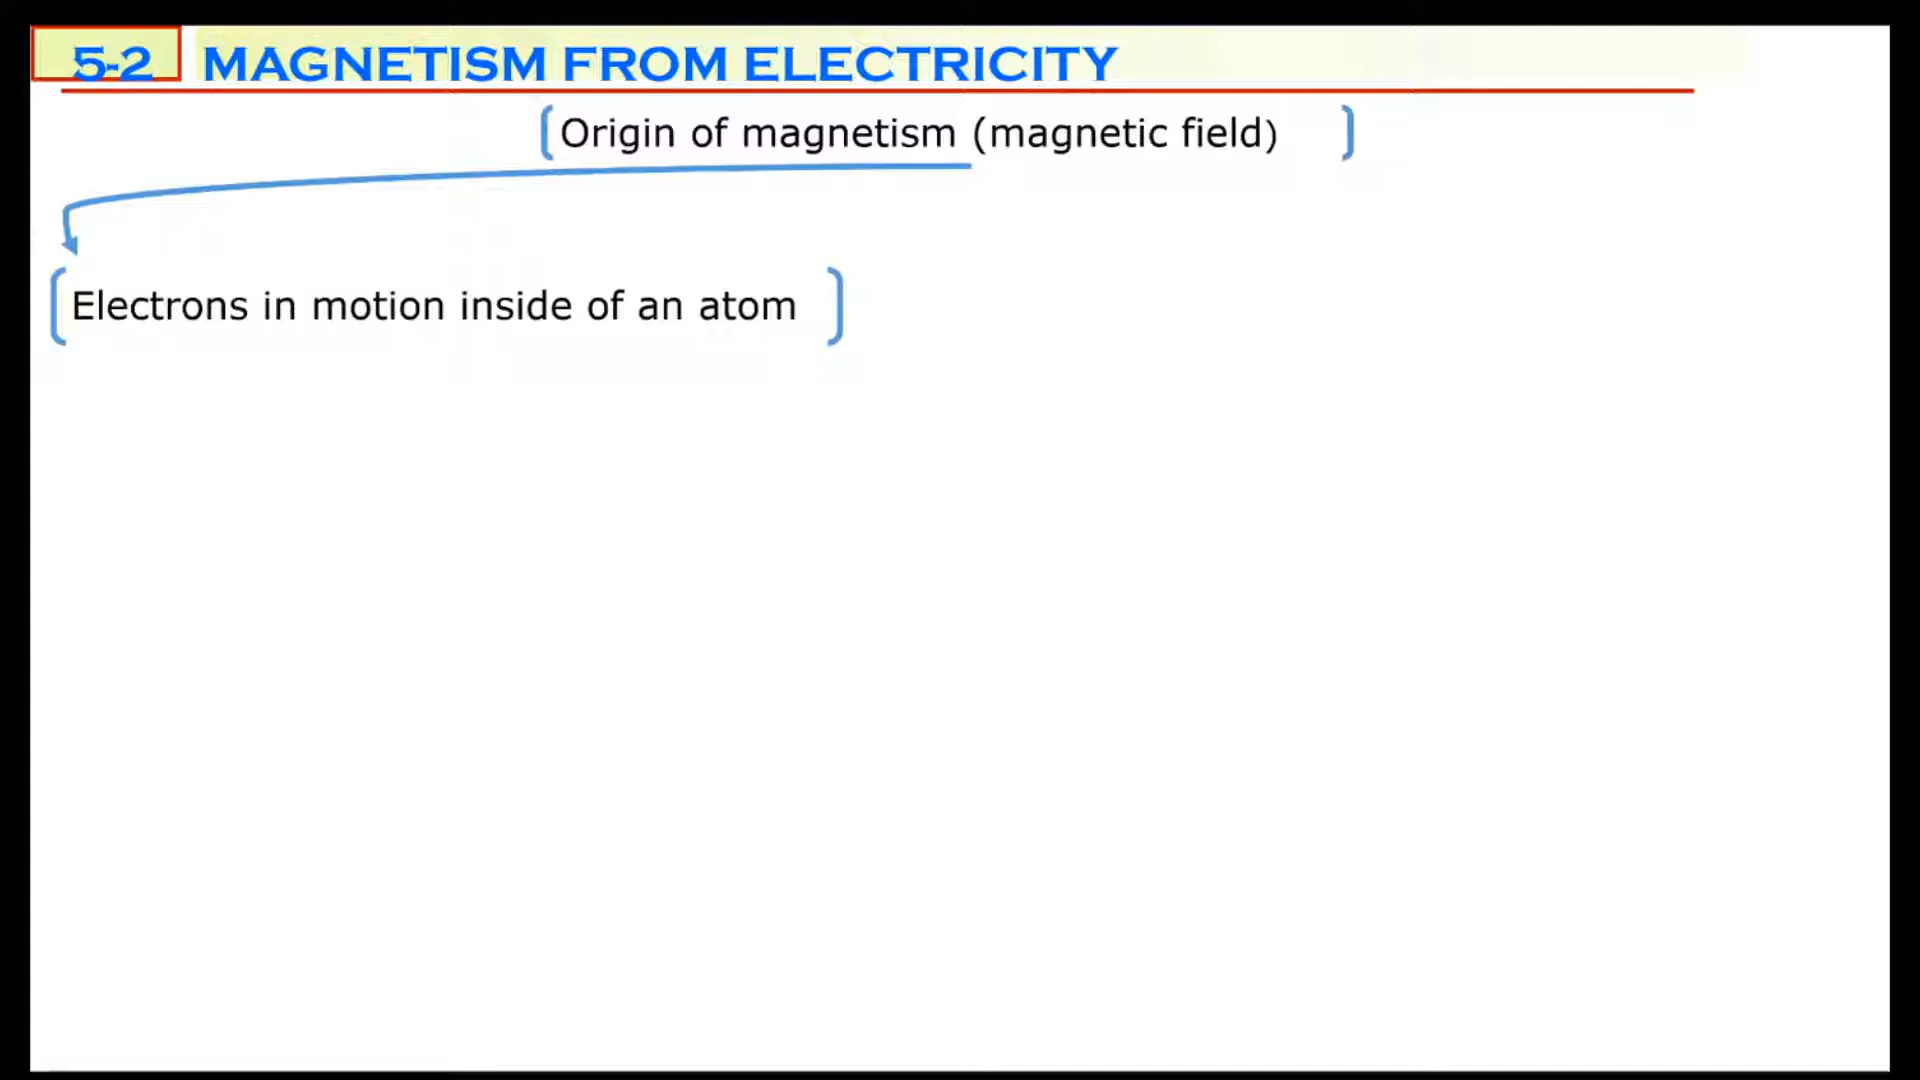 5-2 MAGNETISM FROM ELECTRICITY
Origin of magnetism (magnetic field)
Electrons in motion inside of an atom